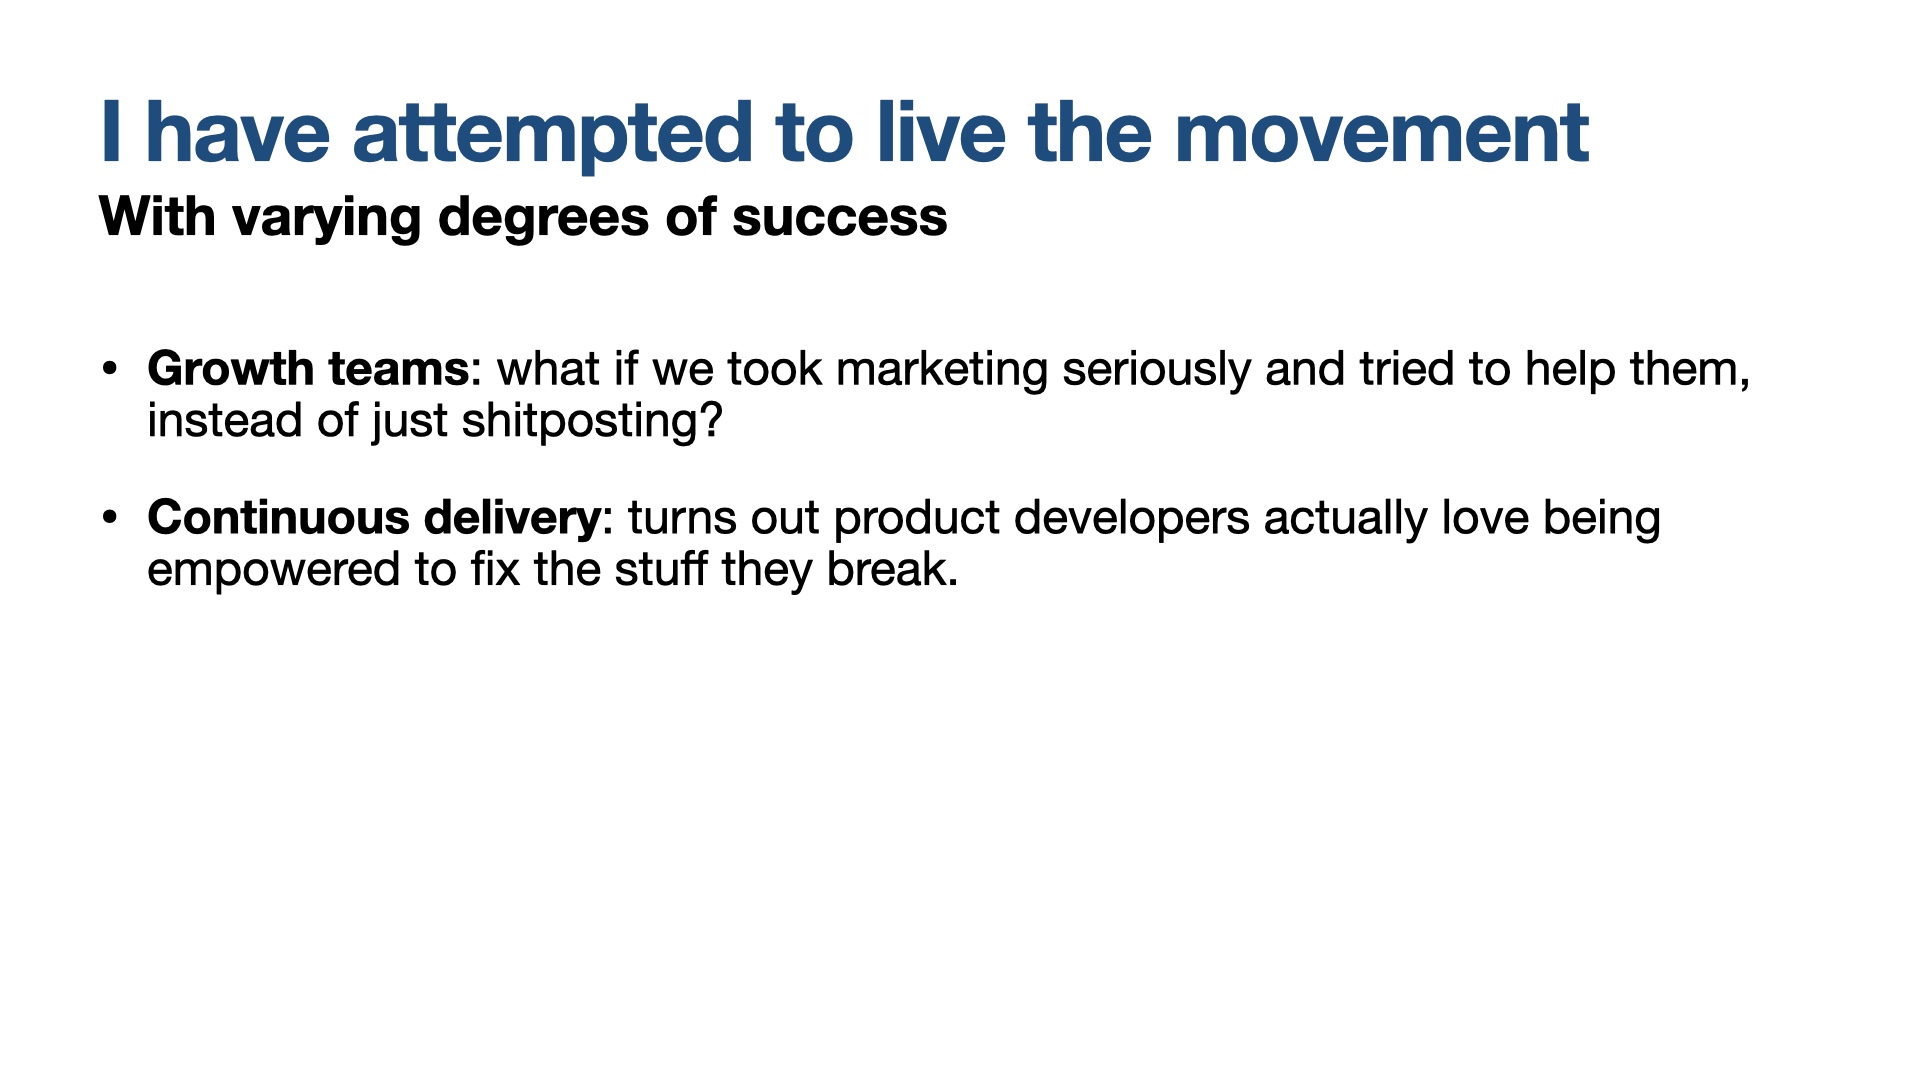 I have attempted to live the movement
With varying degrees of success
• Growth teams: what if we took marketing seriously and tried to help them,
instead of just shitposting?
• Continuous delivery: turns out product developers actually love being
empowered to fix the stuff they break.